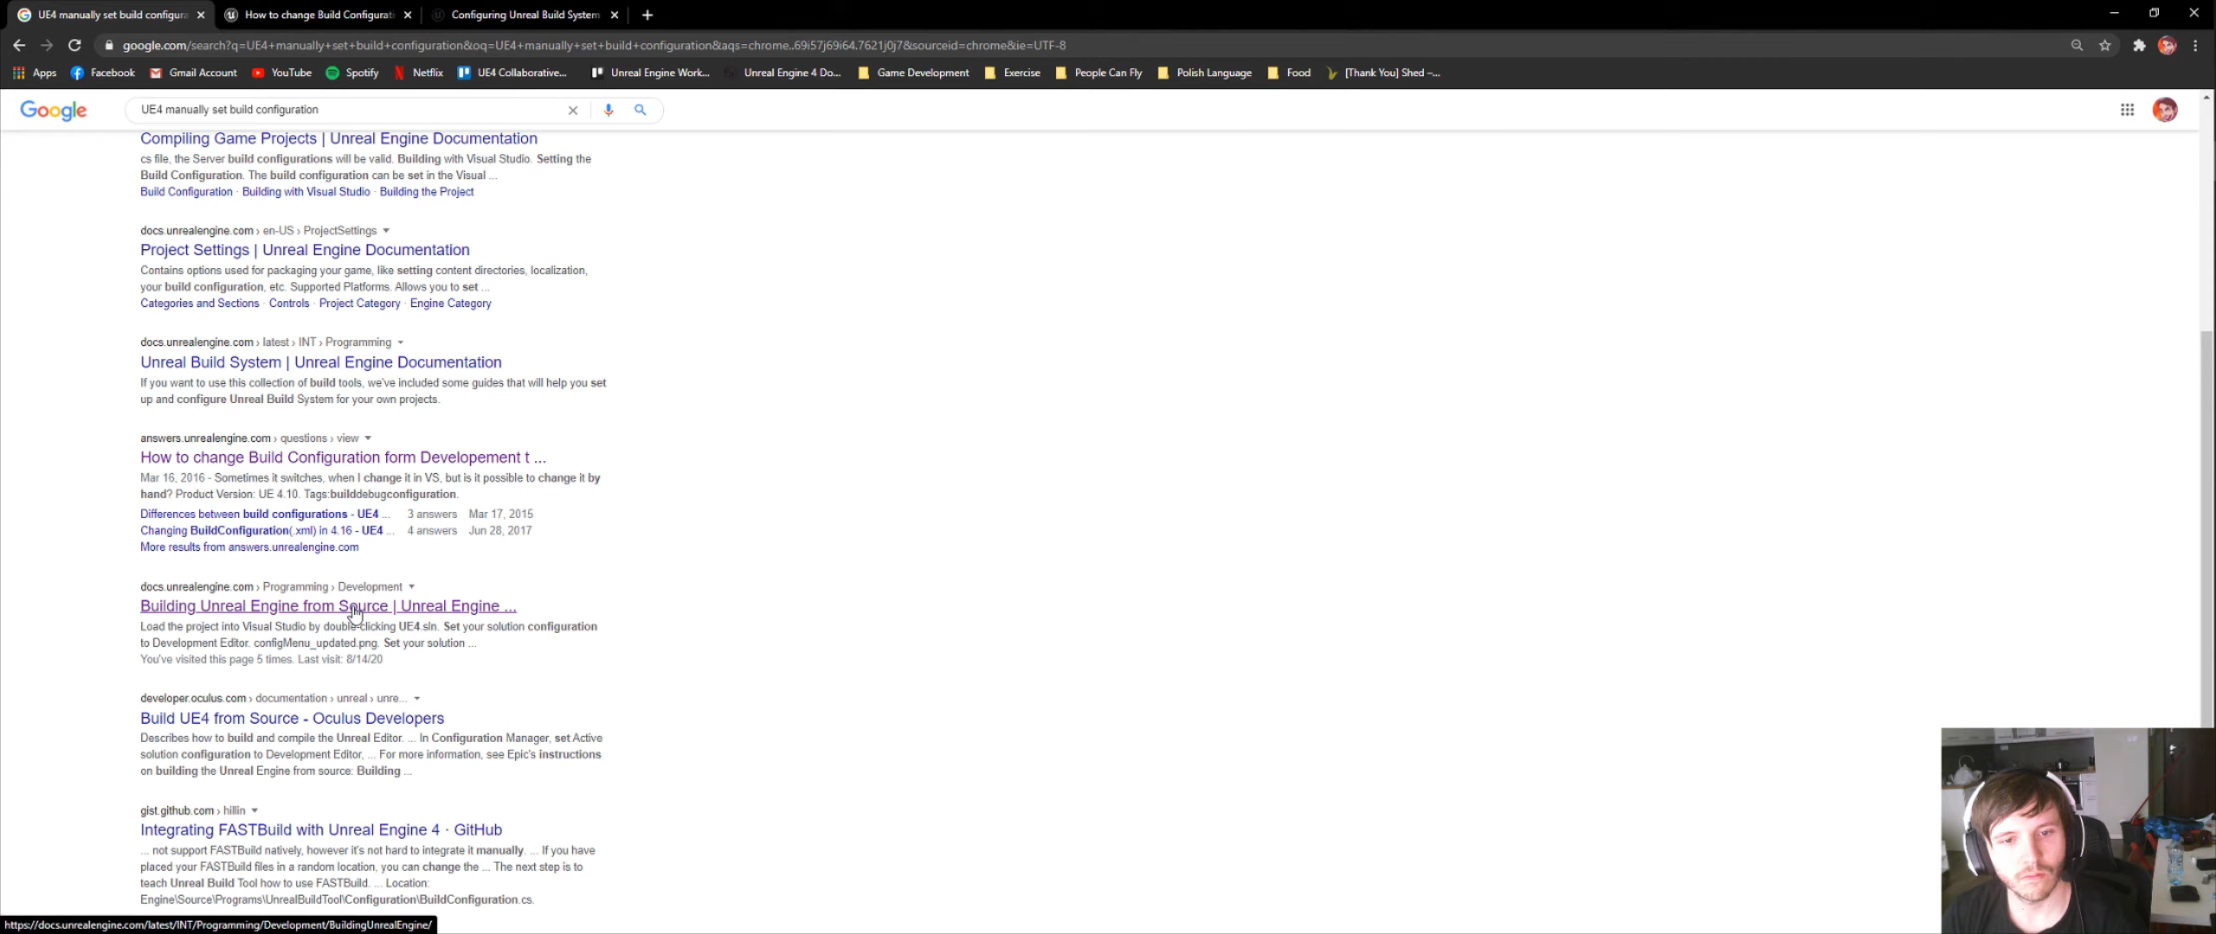 UE4 manually set build configura
How to change Build Configurati
Configuring Unreal Build System
google.com/search?q=UE4+manually+set+build+configuration&oq=UE4+manually+set+build+configuration&aqs=chrome..69i57j69i64.7621j0j7&sourceid=chrome&ie=UTF-8
Apps
Facebook
Gmail Account
YouTube
Spotify
Netflix
UE4 Collaborative...
Unreal Engine Work...
Unreal Engine 4 Do...
Game Development
Exercise
People Can Fly
Polish Language
Food
[Thank You] Shed –...
Google
UE4 manually set build configuration
Compiling Game Projects | Unreal Engine Documentation
cs file, the Server build configurations will be valid. Building with Visual Studio. Setting the
Build Configuration. The build configuration can be set in the Visual ...
Build Configuration · Building with Visual Studio · Building the Project
docs.unrealengine.com › en-US › ProjectSettings
Project Settings | Unreal Engine Documentation
Contains options used for packaging your game, like setting content directories, localization,
your build configuration, etc. Supported Platforms. Allows you to set ...
Categories and Sections · Controls · Project Category · Engine Category
docs.unrealengine.com › latest › INT › Programming
Unreal Build System | Unreal Engine Documentation
If you want to use this collection of build tools, we've included some guides that will help you set
up and configure Unreal Build System for your own projects.
answers.unrealengine.com › questions › view
How to change Build Configuration form Developement t ...
Mar 16, 2016 - Sometimes it switches, when I change it in VS, but is it possible to change it by
hand? Product Version: UE 4.10. Tags:builddebugconfiguration.
Differences between build configurations - UE4 ... 3 answers Mar 17, 2015
Changing BuildConfiguration(.xml) in 4.16 - UE4 ... 4 answers Jun 28, 2017
More results from answers.unrealengine.com
docs.unrealengine.com › Programming › Development
Building Unreal Engine from Source | Unreal Engine ...
Load the project into Visual Studio by double-clicking UE4.sln. Set your solution configuration
to Development Editor. configMenu_updated.png. Set your solution ...
You've visited this page 5 times. Last visit: 8/14/20
developer.oculus.com › documentation › unreal › unre...
Build UE4 from Source - Oculus Developers
Describes how to build and compile the Unreal Editor. ... In Configuration Manager, set Active
solution configuration to Development Editor, ... For more information, see Epic's instructions
on building the Unreal Engine from source: Building ...
gist.github.com › hillin
Integrating FASTBuild with Unreal Engine 4 · GitHub
... not support FASTBuild natively, however it's not hard to integrate it manually. ... If you have
placed your FASTBuild files in a random location, you can change the ... The next step is to
teach Unreal Build Tool how to use FASTBuild. ... Location:
Engine\Source\Programs\UnrealBuildTool\Configuration\BuildConfiguration.cs.
https://docs.unrealengine.com/latest/INT/Programming/Development/BuildingUnrealEngine/